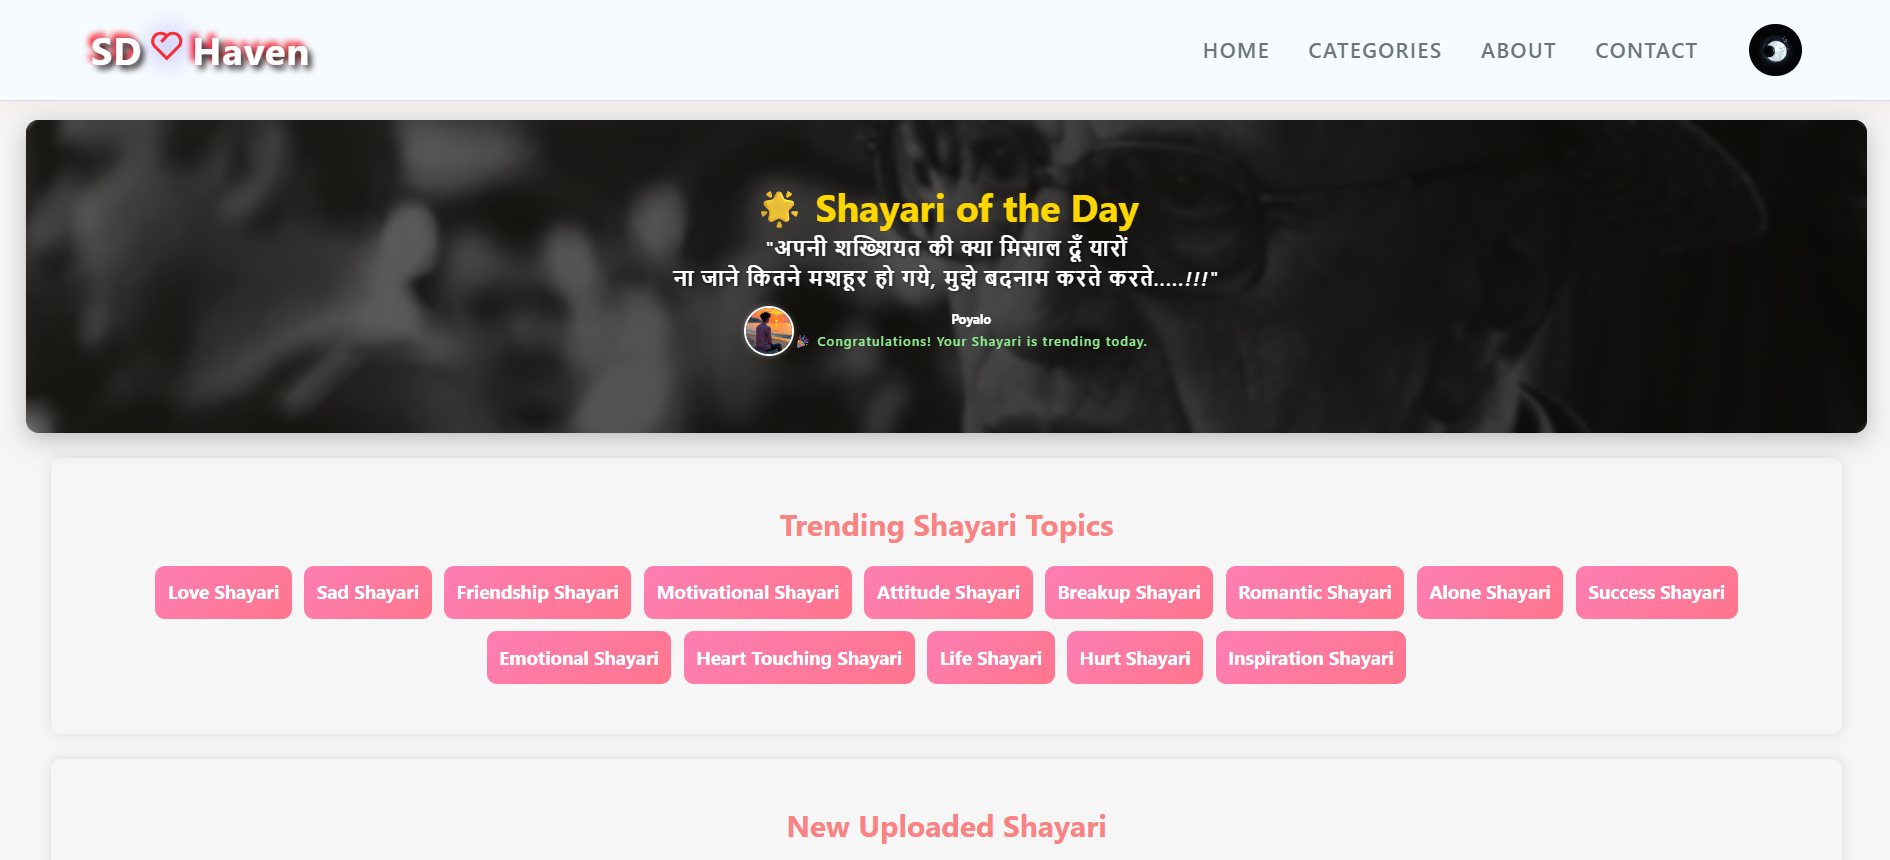 SD Haven
HOME CATEGORIES ABOUT CONTACT
Shayari of the Day
"अपनी शख्शियत की क्या मिसाल दूँ यारों
ना जाने कितने मशहूर हो गये, मुझे बदनाम करते करते.....!!!"
Poyalo
Congratulations! Your Shayari is trending today.
Trending Shayari Topics
Love Shayari Sad Shayari Friendship Shayari Motivational Shayari Attitude Shayari Breakup Shayari Romantic Shayari Alone Shayari Success Shayari
Emotional Shayari Heart Touching Shayari Life Shayari Hurt Shayari Inspiration Shayari
New Uploaded Shayari